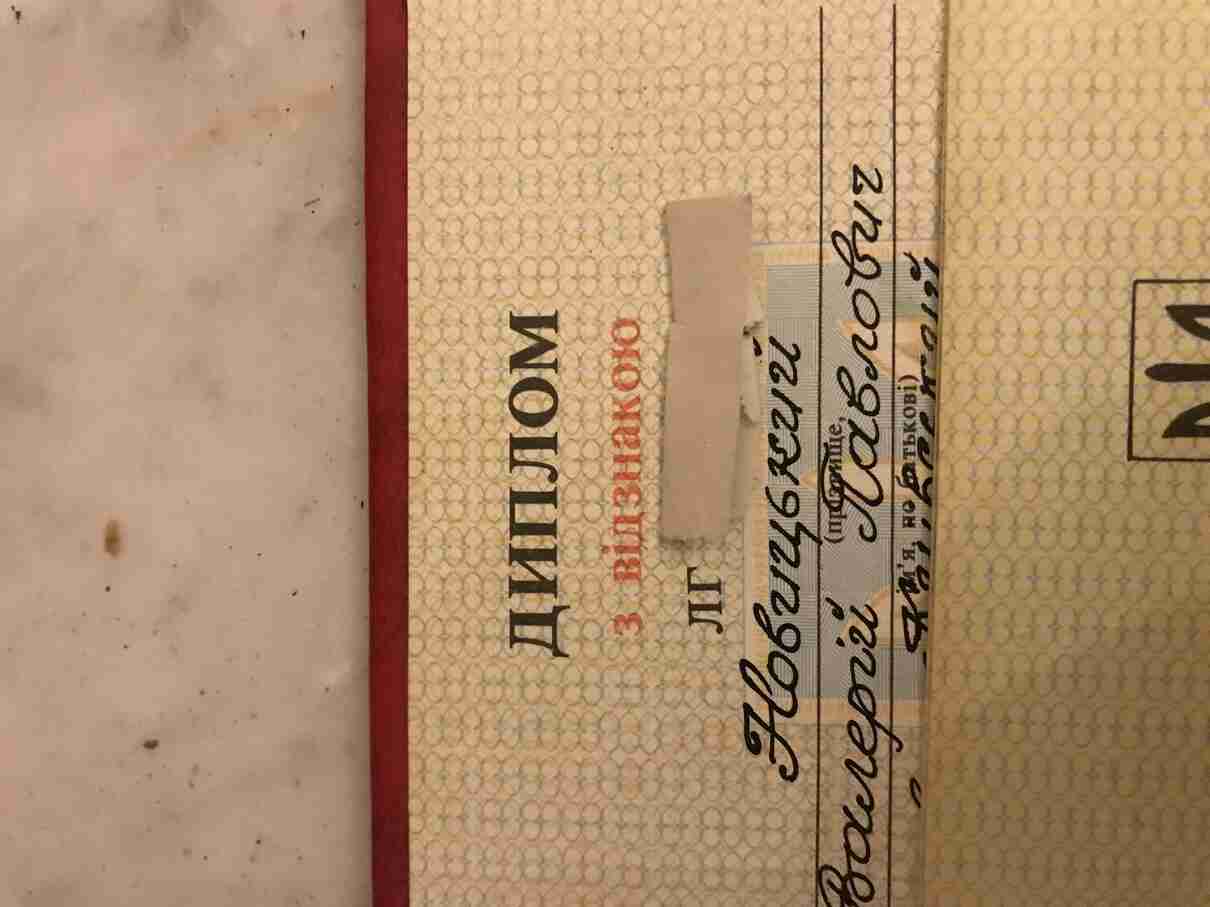 ДИПЛОМ
з відзнакою
ЛГ
Новицький
(прізвище,
Валерій Павлович
ім'я, по батькові)